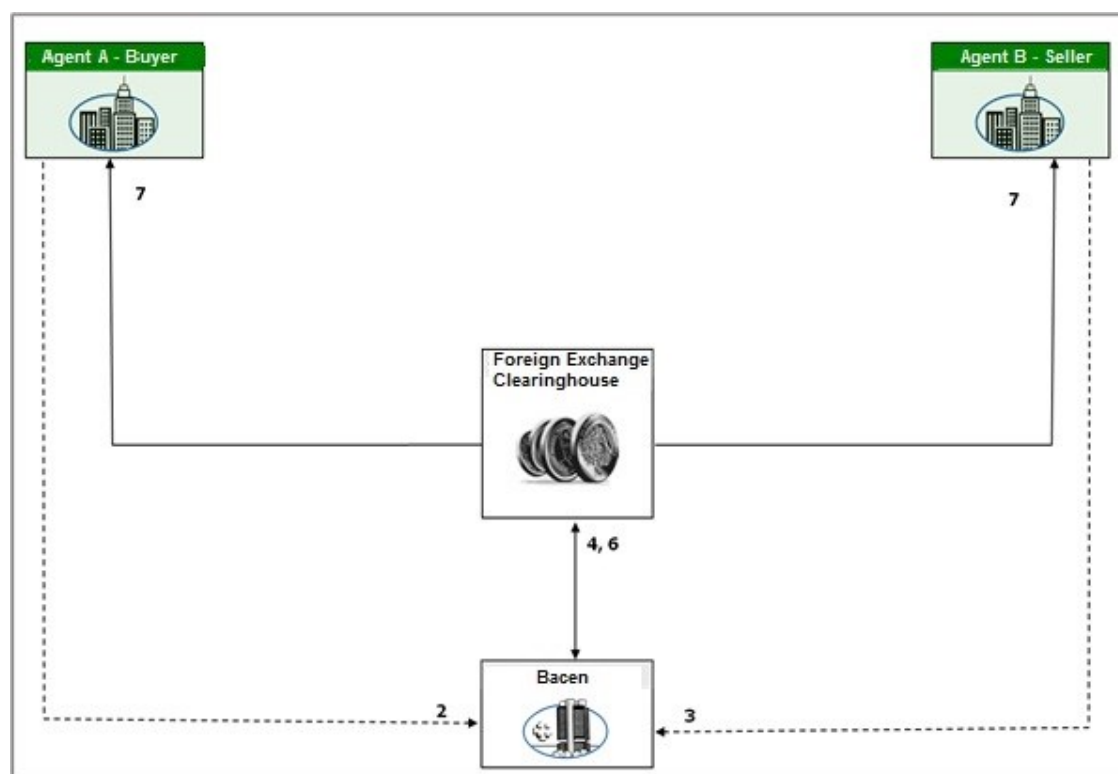 Agent A - Buyer
Agent B - Seller
7
7
Foreign Exchange
Clearinghouse
4, 6
Bacen
2
3